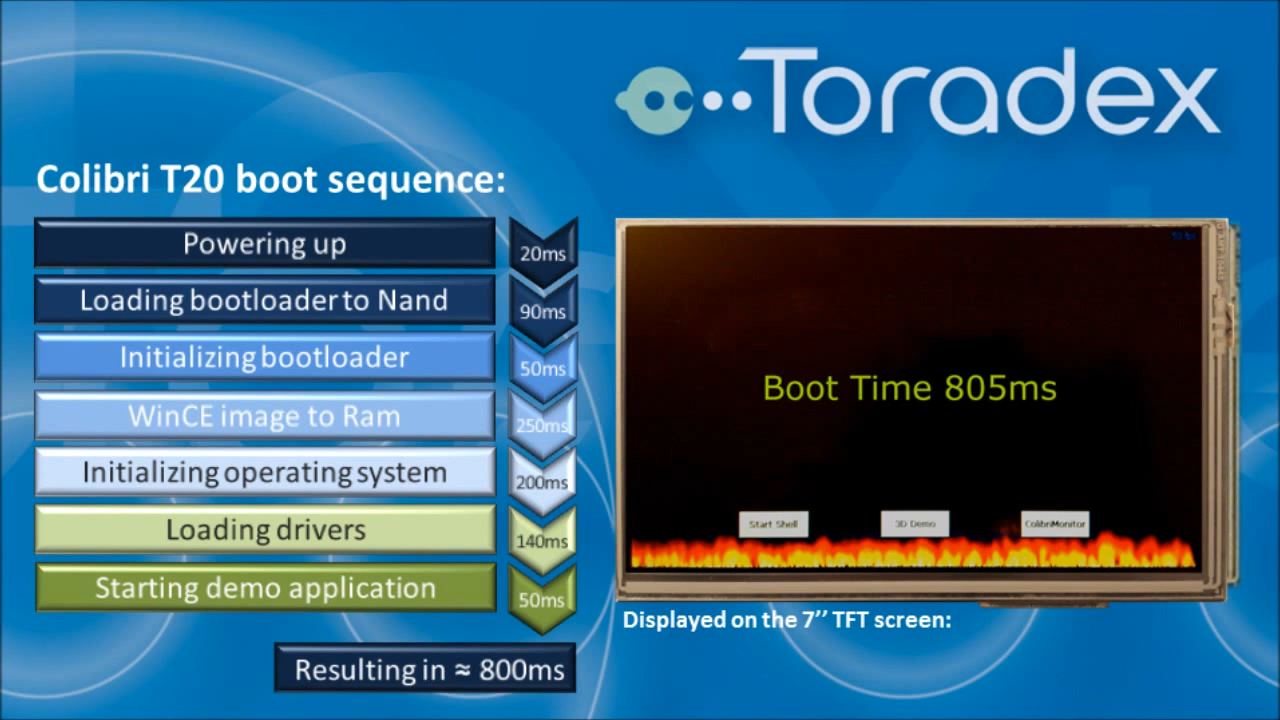 Toradex
Colibri T20 boot sequence:
Powering up
20ms
Loading bootloader to Nand
90ms
Initializing bootloader
50ms
WinCE image to Ram
250ms
Initializing operating system
200ms
Loading drivers
140ms
Starting demo application
50ms
Resulting in ≈ 800ms
Boot Time 805ms
Start Shell
3D Demo
ColibriMonitor
Displayed on the 7’’ TFT screen: